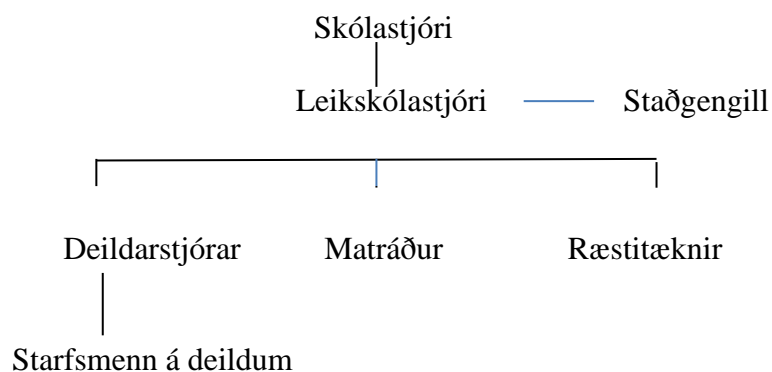 Skólastjóri
Leikskólastjóri Staðgengill
Deildarstjórar Matráður Ræstitæknir
Starfsmenn á deildum